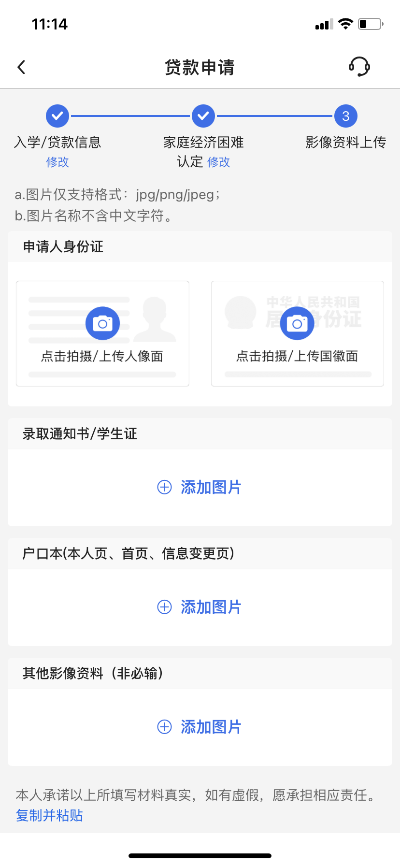 11:14
贷款申请
3
入学/贷款信息
修改
家庭经济困难
认定 修改
影像资料上传
a.图片仅支持格式：jpg/png/jpeg；
b.图片名称不含中文字符。
申请人身份证
点击拍摄/上传人像面
中华人民共和国
居民身份证
点击拍摄/上传国徽面
录取通知书/学生证
添加图片
户口本(本人页、首页、信息变更页)
添加图片
其他影像资料（非必输）
添加图片
本人承诺以上所填写材料真实，如有虚假，愿承担相应责任。
复制并粘贴